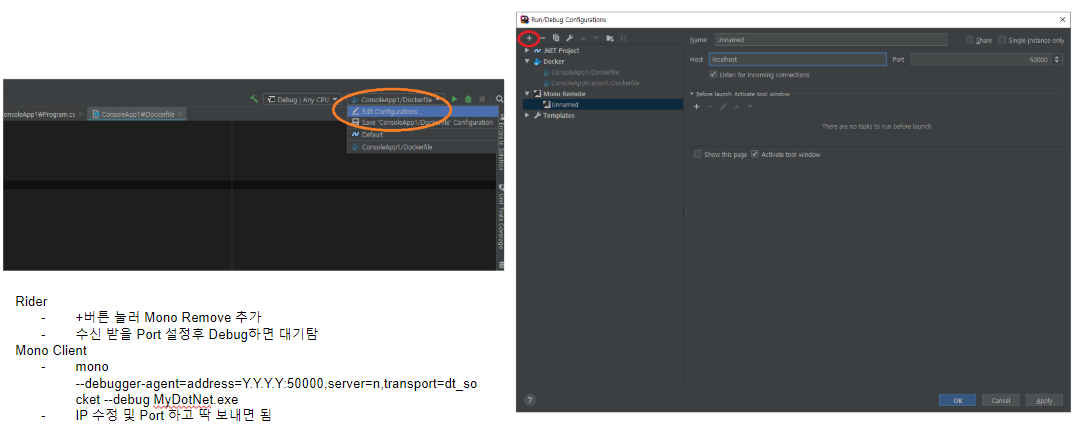 Debug | Any CPU
ConsoleApp1/Dockerfile
onsoleApp1#Program.cs
ConsoleApp1#Dockerfile
Edit Configurations...
Save 'ConsoleApp1/Dockerfile' Configuration
Default
ConsoleApp1/Dockerfile
Unit Tests Coverage
Rider
- +버튼 눌러 Mono Remove 추가
- 수신 받을 Port 설정후 Debug하면 대기탐
Mono Client
- mono
--debugger-agent=address=Y.Y.Y.Y:50000,server=n,transport=dt_so
cket --debug MyDotNet.exe
- IP 수정 및 Port 하고 딱 보내면 됨
Run/Debug Configurations
.NET Project
Docker
ConsoleApp1/Dockerfile
ConsoleApplication1/Dockerfile
Mono Remote
Unnamed
Templates
Name: Unnamed
Share
Single instance only
Host localhost
Port 50000
Listen for incoming connections
Before launch: Activate tool window
There are no tasks to run before launch
Show this page
Activate tool window
?
OK
Cancel
Apply